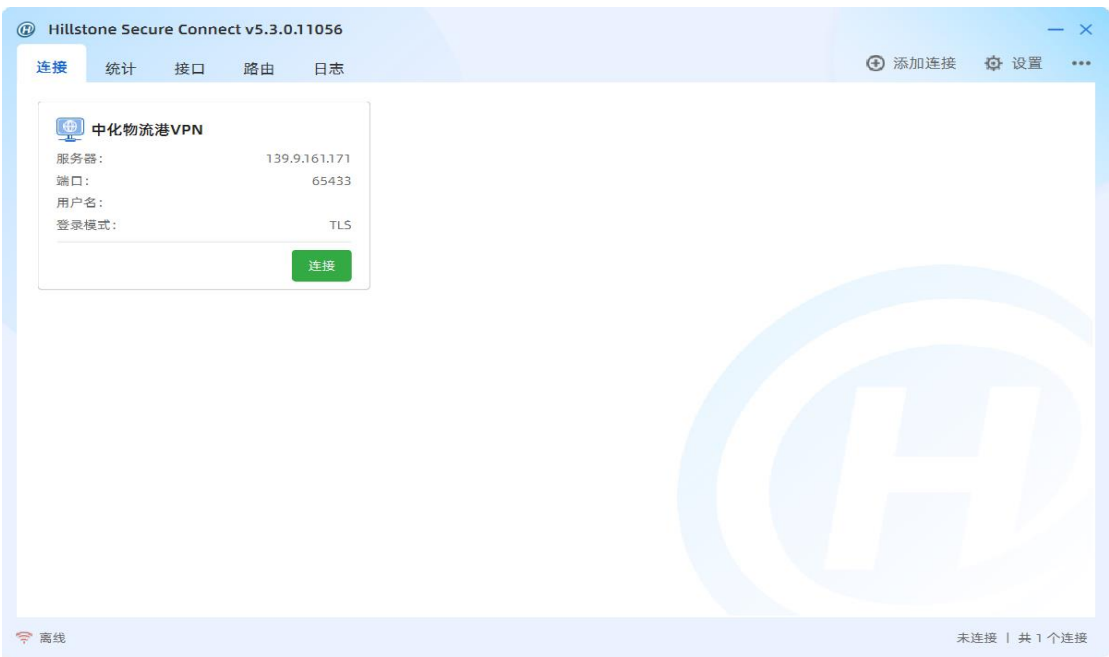 Hillstone Secure Connect v5.3.0.11056
连接 统计 接口 路由 日志 添加连接 设置
中化物流港VPN
服务器: 139.9.161.171
端口: 65433
用户名:
登录模式: TLS
连接
离线 未连接 | 共 1 个连接